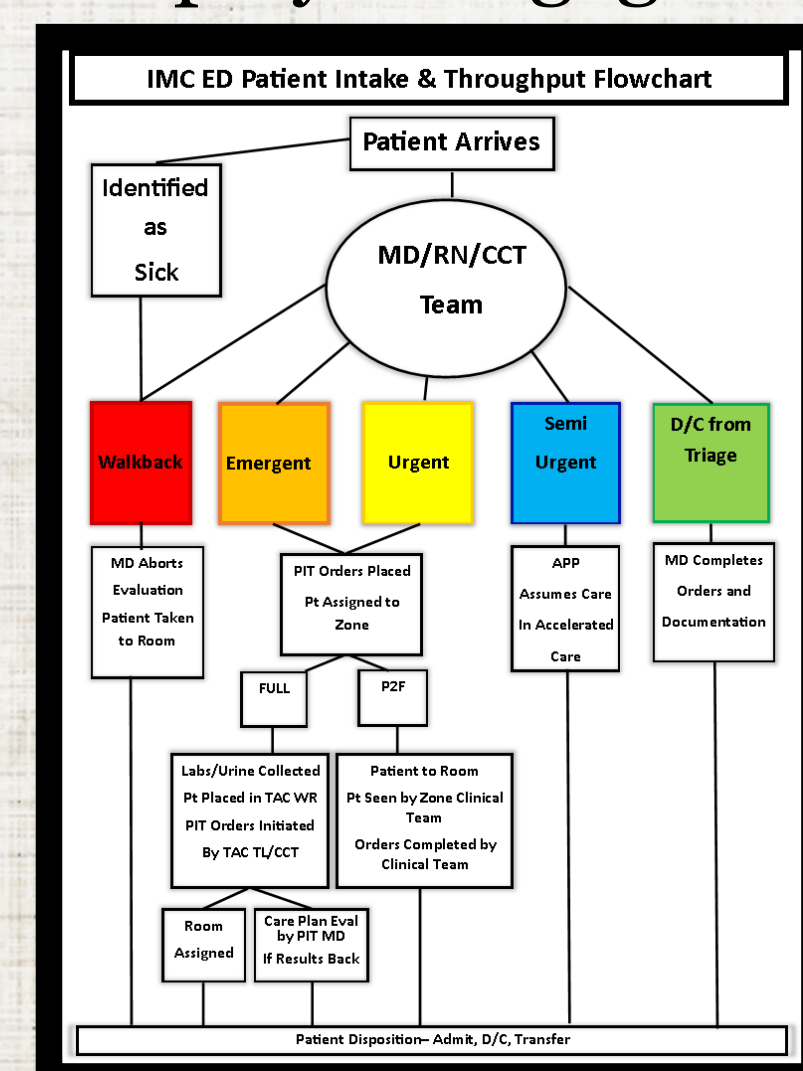 IMC ED Patient Intake & Throughput Flowchart
Patient Arrives
Identified
as
Sick
MD/RN/CCT
Team
Walkback
Emergent
Urgent
Semi
Urgent
D/C from
Triage
MD Aborts
Evaluation
Patient Taken
to Room
PIT Orders Placed
Pt Assigned to
Zone
APP
Assumes Care
In Accelerated
Care
MD Completes
Orders and
Documentation
FULL
P2F
Labs/Urine Collected
Pt Placed in TAC WR
PIT Orders Initiated
By TAC TL/CCT
Patient to Room
Pt Seen by Zone Clinical
Team
Orders Completed by
Clinical Team
Room
Assigned
Care Plan Eval
by PIT MD
If Results Back
Patient Disposition– Admit, D/C, Transfer